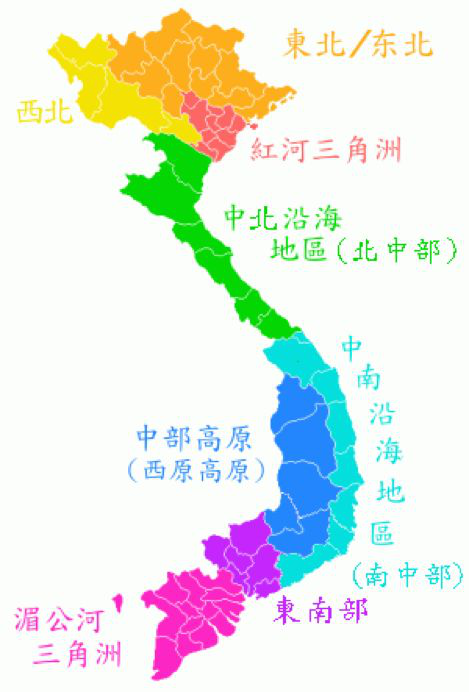 東北/东北
西北
紅河三角洲
中北沿海
地區(北中部)
中南沿海地區
(南中部)
中部高原
(西原高原)
東南部
湄公河
三角洲